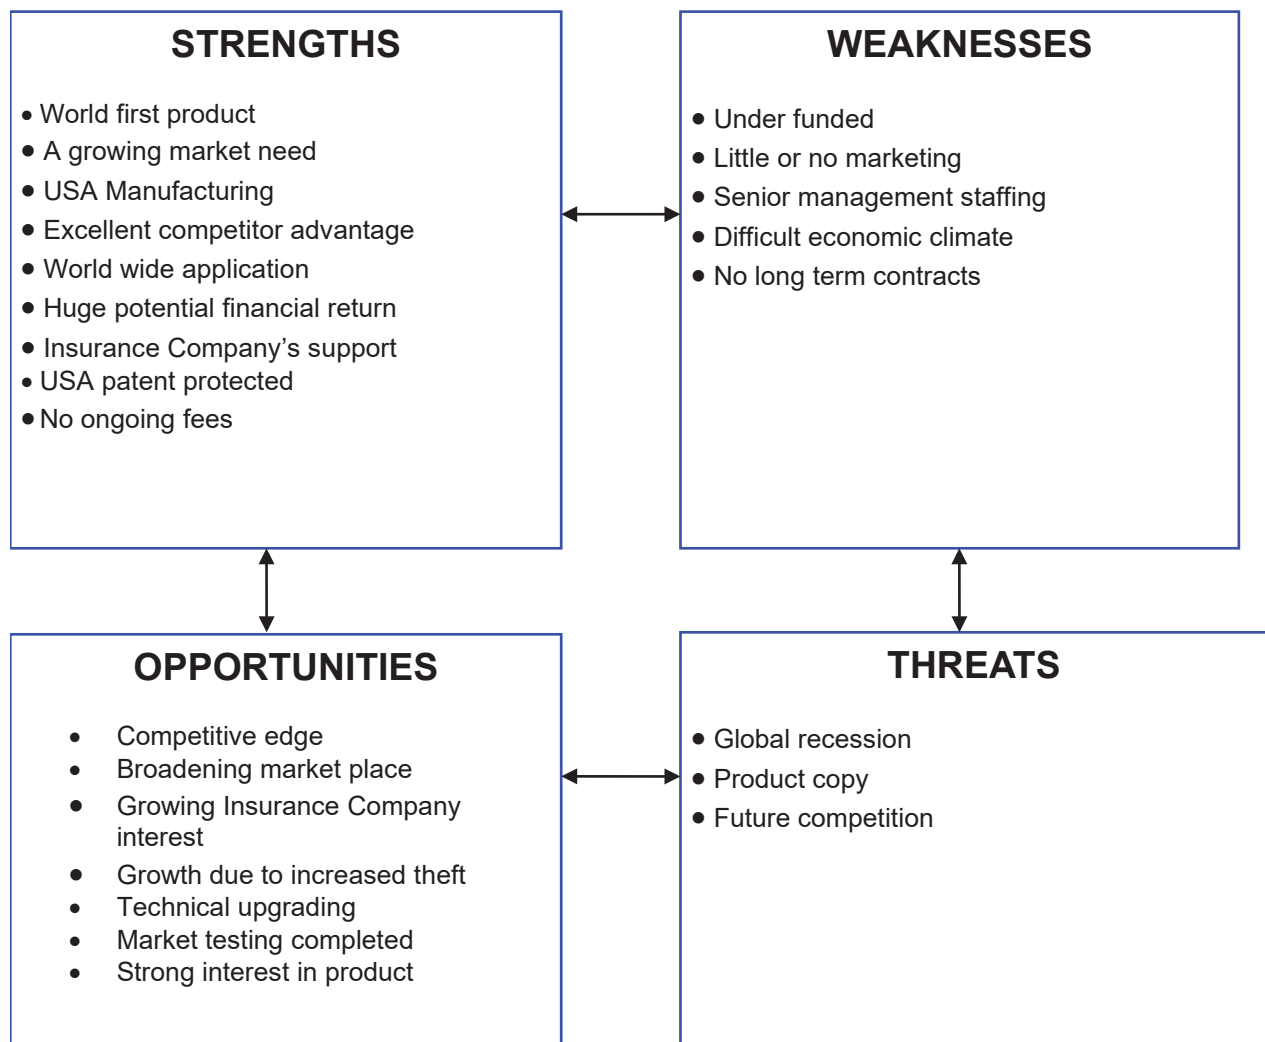 STRENGTHS
• World first product
• A growing market need
• USA Manufacturing
• Excellent competitor advantage
• World wide application
• Huge potential financial return
• Insurance Company’s support
• USA patent protected
• No ongoing fees
WEAKNESSES
• Under funded
• Little or no marketing
• Senior management staffing
• Difficult economic climate
• No long term contracts
OPPORTUNITIES
• Competitive edge
• Broadening market place
• Growing Insurance Company
interest
• Growth due to increased theft
• Technical upgrading
• Market testing completed
• Strong interest in product
THREATS
• Global recession
• Product copy
• Future competition